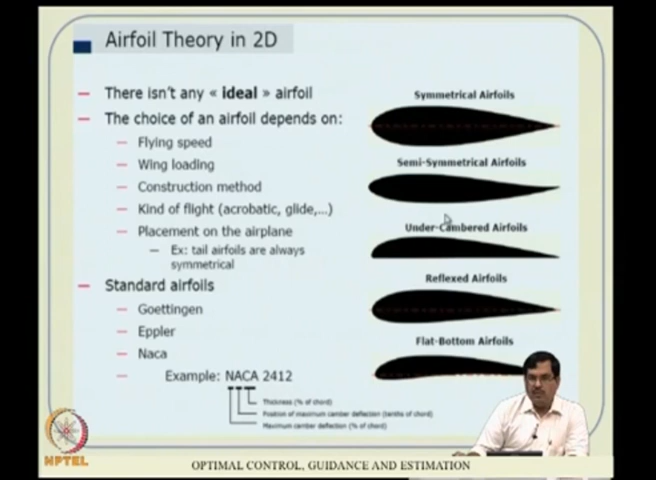 Airfoil Theory in 2D
— There isn't any « ideal » airfoil
— The choice of an airfoil depends on:
— Flying speed
— Wing loading
— Construction method
— Kind of flight (acrobatic, glide,...)
— Placement on the airplane
— Ex: tail airfoils are always
symmetrical
— Standard airfoils
— Goettingen
— Eppler
— Naca
— Example: NACA 2412
Thickness (% of chord)
Position of maximum camber deflection (tenths of chord)
Maximum camber deflection (% of chord)
Symmetrical Airfoils
Semi-Symmetrical Airfoils
Under-Cambered Airfoils
Reflexed Airfoils
Flat-Bottom Airfoils
NPTEL
OPTIMAL CONTROL, GUIDANCE AND ESTIMATION